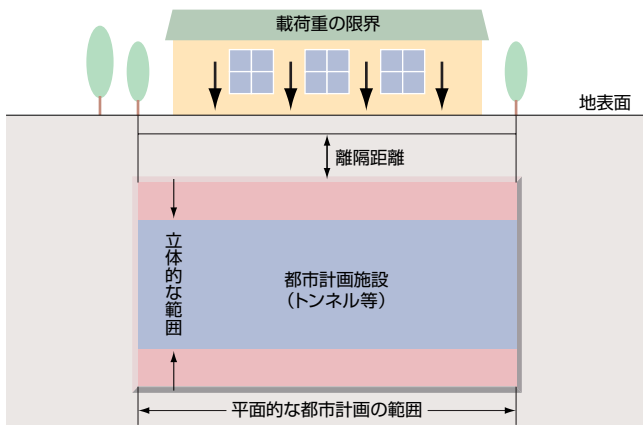 載荷重の限界
地表面
離隔距離
立体的な範囲
都市計画施設
（トンネル等）
平面的な都市計画の範囲